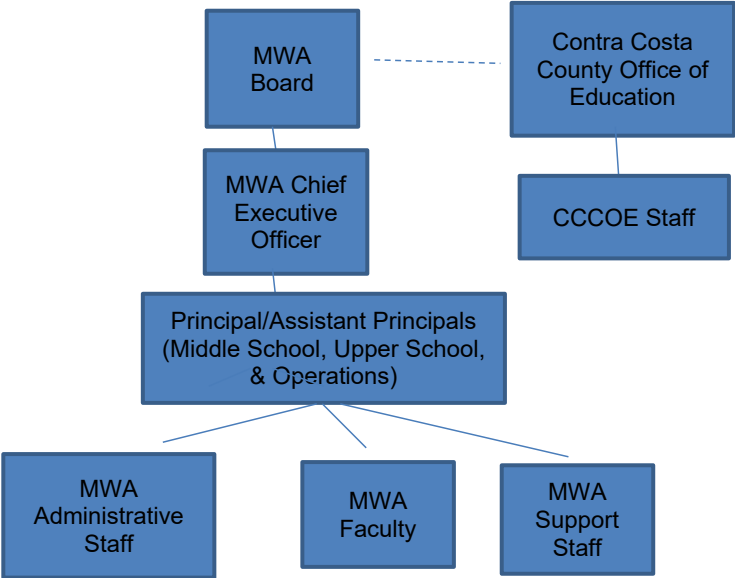 MWA
Board
Contra Costa
County Office of
Education
MWA Chief
Executive
Officer
CCCOE Staff
Principal/Assistant Principals
(Middle School, Upper School,
& Operations)
MWA
Administrative
Staff
MWA
Faculty
MWA
Support
Staff